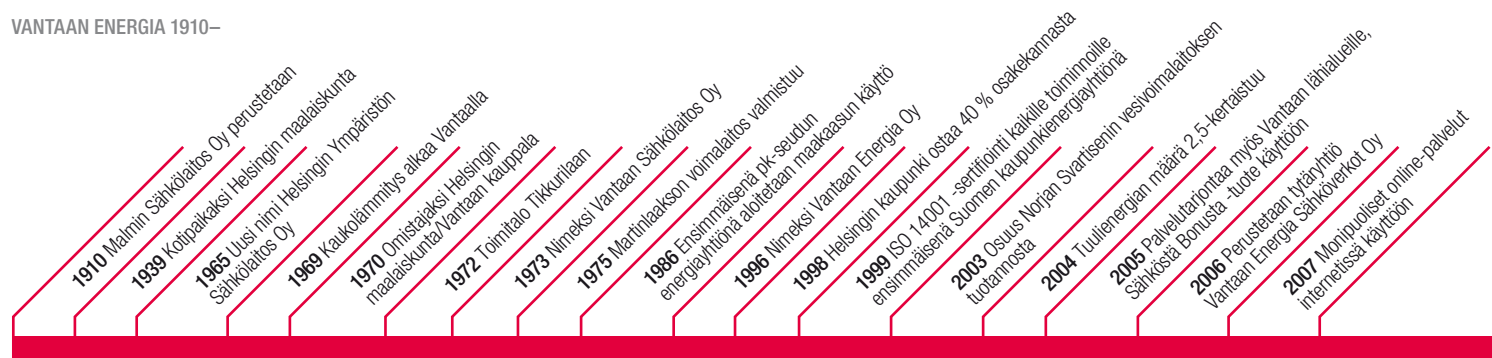 VANTAAN ENERGIA 1910–
1910 Malmin Sähkölaitos Oy perustetaan
1939 Kotipaikaksi Helsingin maalaiskunta
1965 Uusi nimi Helsingin Ympäristön
Sähkölaitos Oy
1969 Kaukolämmitys alkaa Vantaalla
1970 Omistajaksi Helsingin
maalaiskunta/Vantaan kauppala
1972 Toimitalo Tikkurilaan
1973 Nimeksi Vantaan Sähkölaitos Oy
1975 Martinlaakson voimalaitos valmistuu
1986 Ensimmäisenä pk-seudun
energiayhtiönä aloitetaan maakaasun käyttö
1996 Nimeksi Vantaan Energia Oy
1998 Helsingin kaupunki ostaa 40 % osakekannasta
1999 ISO 14001 -sertifiointi kaikille toiminnoille
ensimmäisenä Suomen kaupunkienergiayhtiönä
2003 Osuus Norjan Svartisenin vesivoimalaitoksen
tuotannosta
2004 Tuulienergian määrä 2,5-kertaistuu
2005 Palvelutarjontaa myös Vantaan lähialueille,
Sähköstä Bonusta -tuote käyttöön
2006 Perustetaan tytäryhtiö
Vantaan Energia Sähköverkot Oy
2007 Monipuoliset online-palvelut
internetissä käyttöön